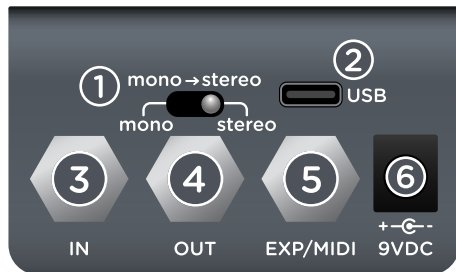 ① mono→stereo ②
USB
mono stereo
③ ④ ⑤ ⑥
+ -
IN OUT EXP/MIDI 9VDC